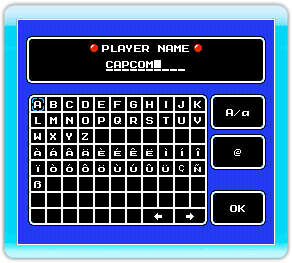 PLAYER NAME
CAPCOM
A B C D E F G H I J K
L M N O P Q R S T U V
W X Y Z
À Á Â Ä È É Ê Ë Ì Í Î
Ï Ò Ó Ô Ö Ù Ú Û Ü Ç Ñ
ß
A/a
@
OK